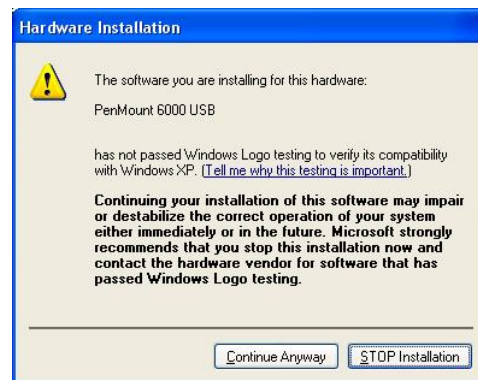 Hardware Installation
The software you are installing for this hardware:
PenMount 6000 USB
has not passed Windows Logo testing to verify its compatibility
with Windows XP. (Tell me why this testing is important.)
Continuing your installation of this software may impair
or destabilize the correct operation of your system
either immediately or in the future. Microsoft strongly
recommends that you stop this installation now and
contact the hardware vendor for software that has
passed Windows Logo testing.
Continue Anyway
STOP Installation